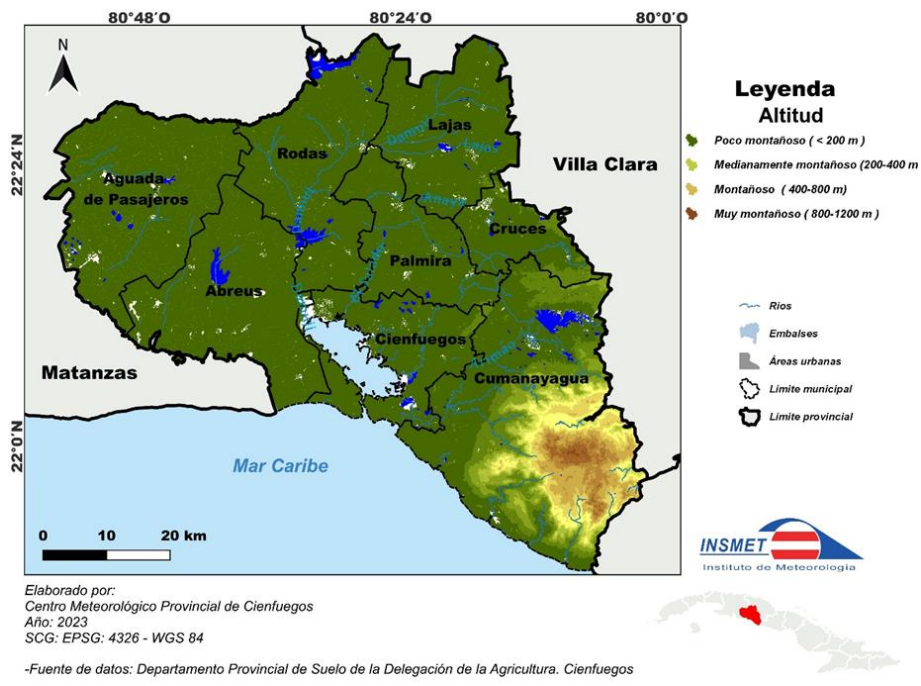 80°48´O
80°24´O
80°0´O
N
22°24´N
22°0´N
Leyenda
Altitud
Poco montañoso ( < 200 m )
Medianamente montañoso (200-400 m
Montañoso ( 400-800 m)
Muy montañoso ( 800-1200 m )
Ríos
Embalses
Áreas urbanas
Límite municipal
Límite provincial
Lajas
Damují
Lajas
Rodas
Villa Clara
Aguada
de Pasajeros
Anaya
Cruces
Palmira
Abreus
Cienfuegos
Matanzas
Cumanayagua
Mar Caribe
0 10 20 km
INSMET
Instituto de Meteorología
Elaborado por:
Centro Meteorológico Provincial de Cienfuegos
Año: 2023
SCG: EPSG: 4326 - WGS 84
-Fuente de datos: Departamento Provincial de Suelo de la Delegación de la Agricultura. Cienfuegos